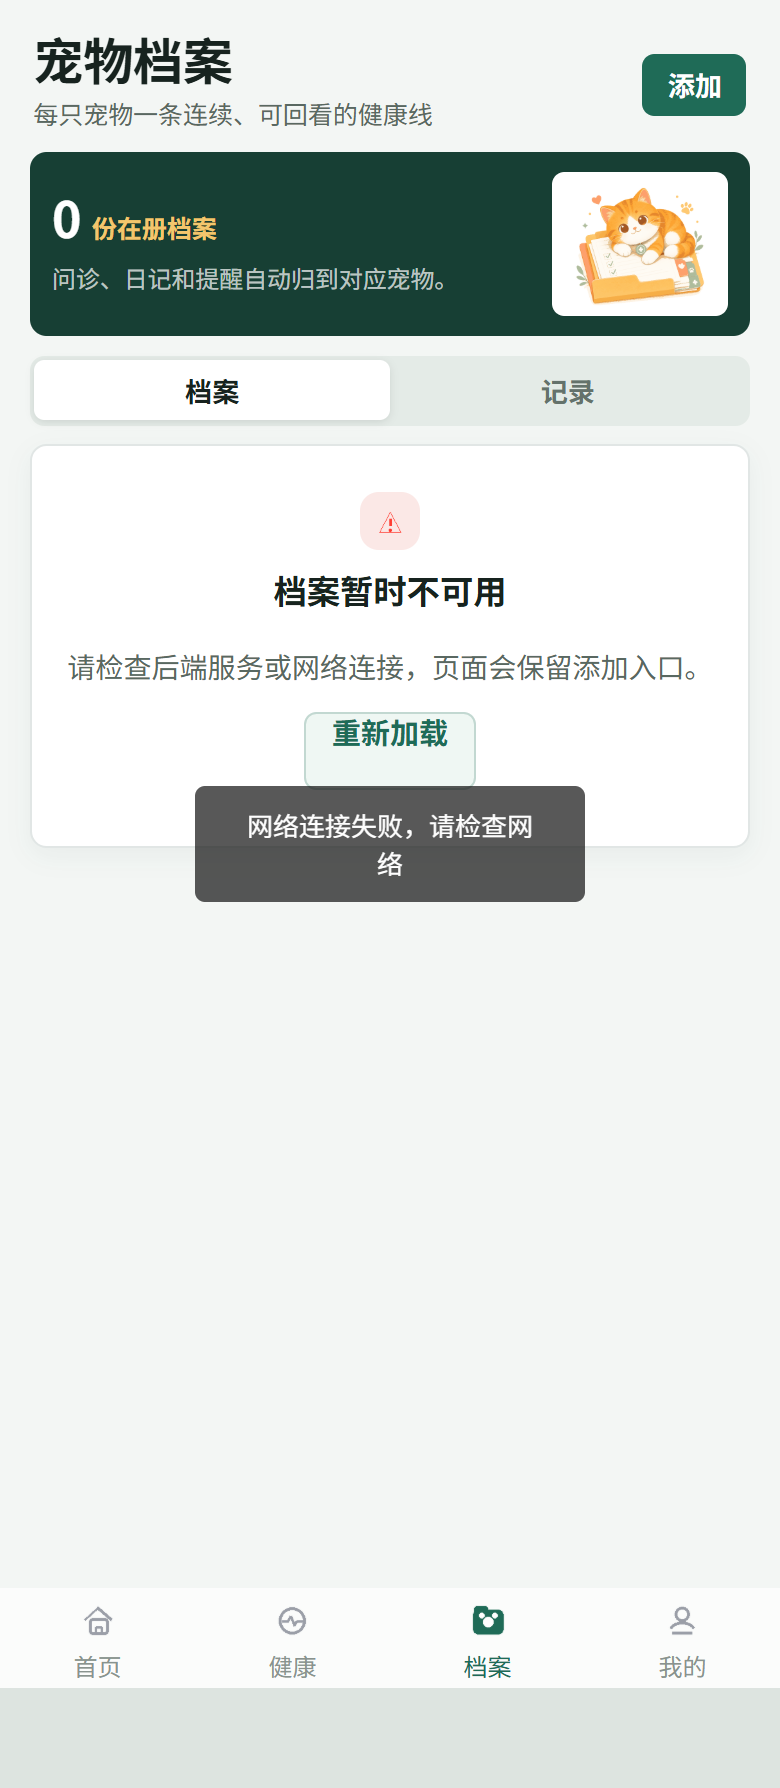 宠物档案
每只宠物一条连续、可回看的健康线
添加
0 份在册档案
问诊、日记和提醒自动归到对应宠物。
档案
记录
档案暂时不可用
请检查后端服务或网络连接，页面会保留添加入口。
重新加载
网络连接失败，请检查网
络
首页
健康
档案
我的